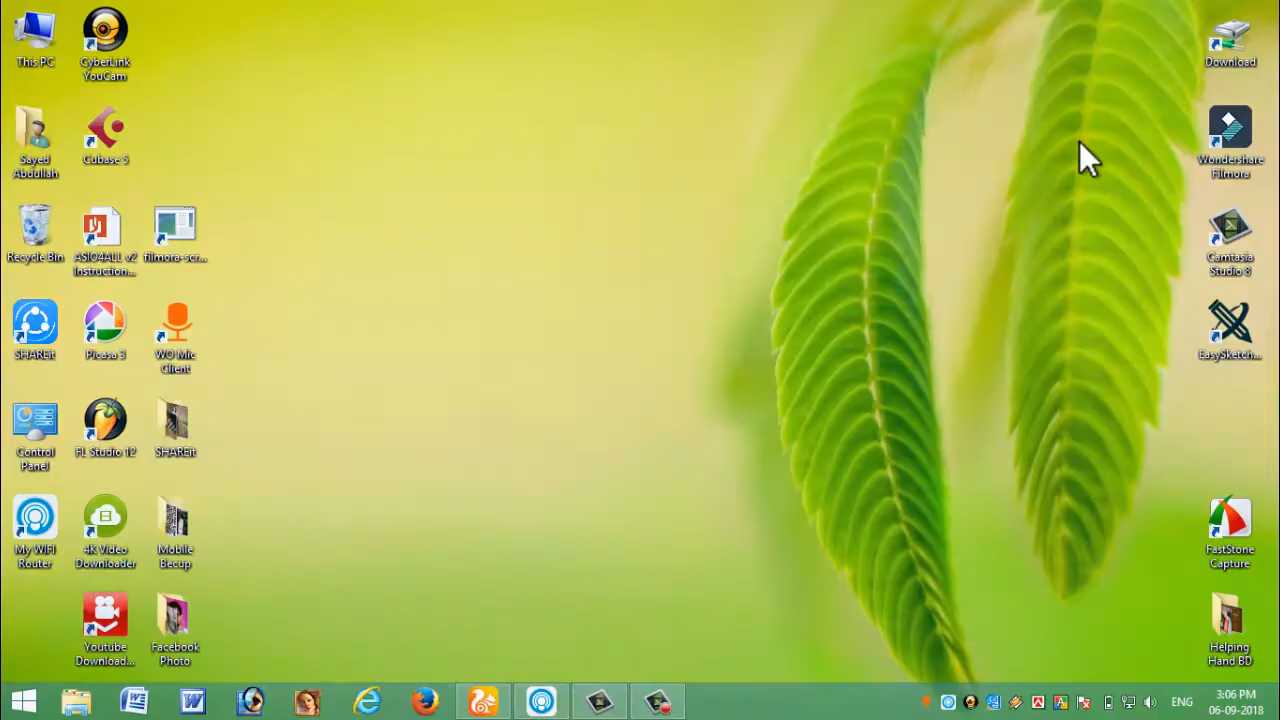 This PC
CyberLink
YouCam
Download
Sayed
Abdullah
Cubase 5
Wondershare
Filmora
Recycle Bin
ASIO4ALL v2
Instruction...
filmora-scr...
Camtasia
Studio 8
SHAREit
Picasa 3
WO Mic
Client
EasySketch...
Control
Panel
FL Studio 12
SHAREit
My WIFI
Router
4K Video
Downloader
Mobile
Becup
FastStone
Capture
Youtube
Download...
Facebook
Photo
Helping
Hand BD
ENG
3:06 PM
06-09-2018